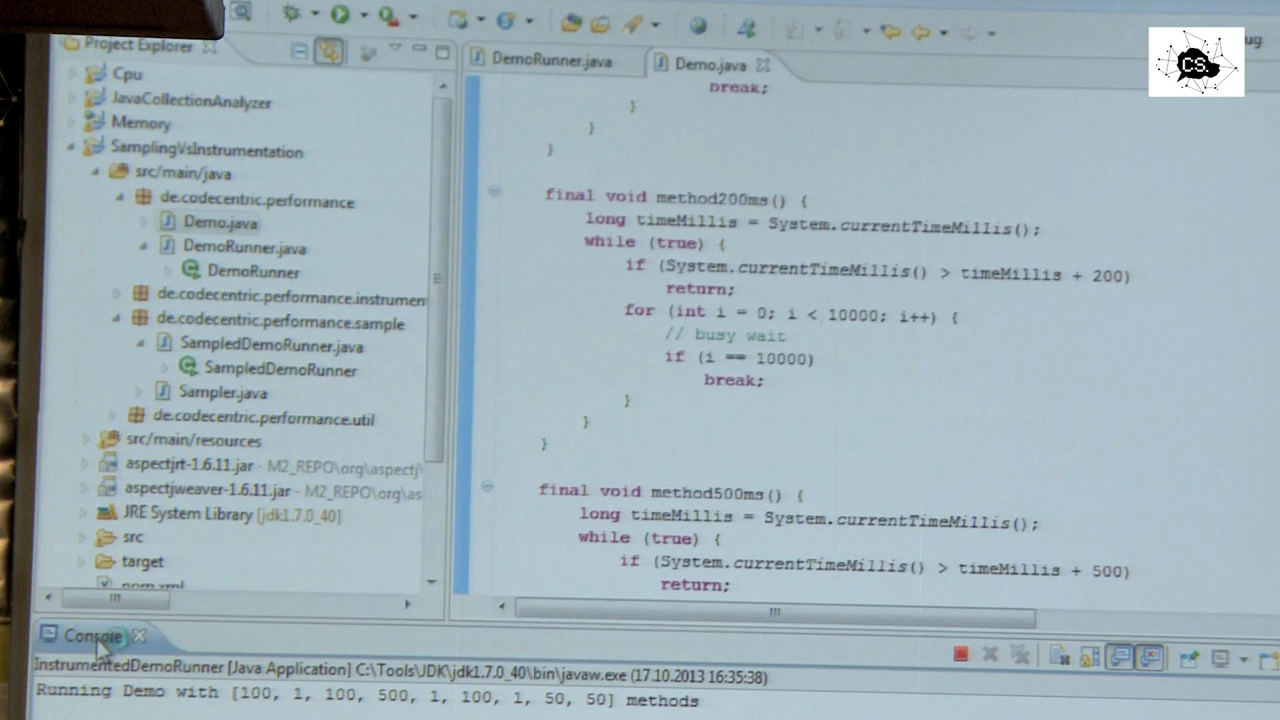 CS.
ug
Project Explorer
Cpu
JavaCollectionAnalyzer
Memory
SamplingVsInstrumentation
src/main/java
de.codecentric.performance
Demo.java
DemoRunner.java
DemoRunner
de.codecentric.performance.instrumen
de.codecentric.performance.sample
SampledDemoRunner.java
SampledDemoRunner
Sampler.java
de.codecentric.performance.util
src/main/resources
aspectjrt-1.6.11.jar - M2_REPO\org\aspectj\
aspectjweaver-1.6.11.jar - M2_REPO\org\as
JRE System Library [jdk1.7.0_40]
src
target
pom.xml
DemoRunner.java
Demo.java
break;
}
}
}
final void method200ms() {
long timeMillis = System.currentTimeMillis();
while (true) {
if (System.currentTimeMillis() > timeMillis + 200)
return;
for (int i = 0; i < 10000; i++) {
// busy wait
if (i == 10000)
break;
}
}
}
final void method500ms() {
long timeMillis = System.currentTimeMillis();
while (true) {
if (System.currentTimeMillis() > timeMillis + 500)
return;
Console
InstrumentedDemoRunner [Java Application] C:\Tools\JDK\jdk1.7.0_40\bin\javaw.exe (17.10.2013 16:35:38)
Running Demo with [100, 1, 100, 500, 1, 100, 1, 50, 50] methods